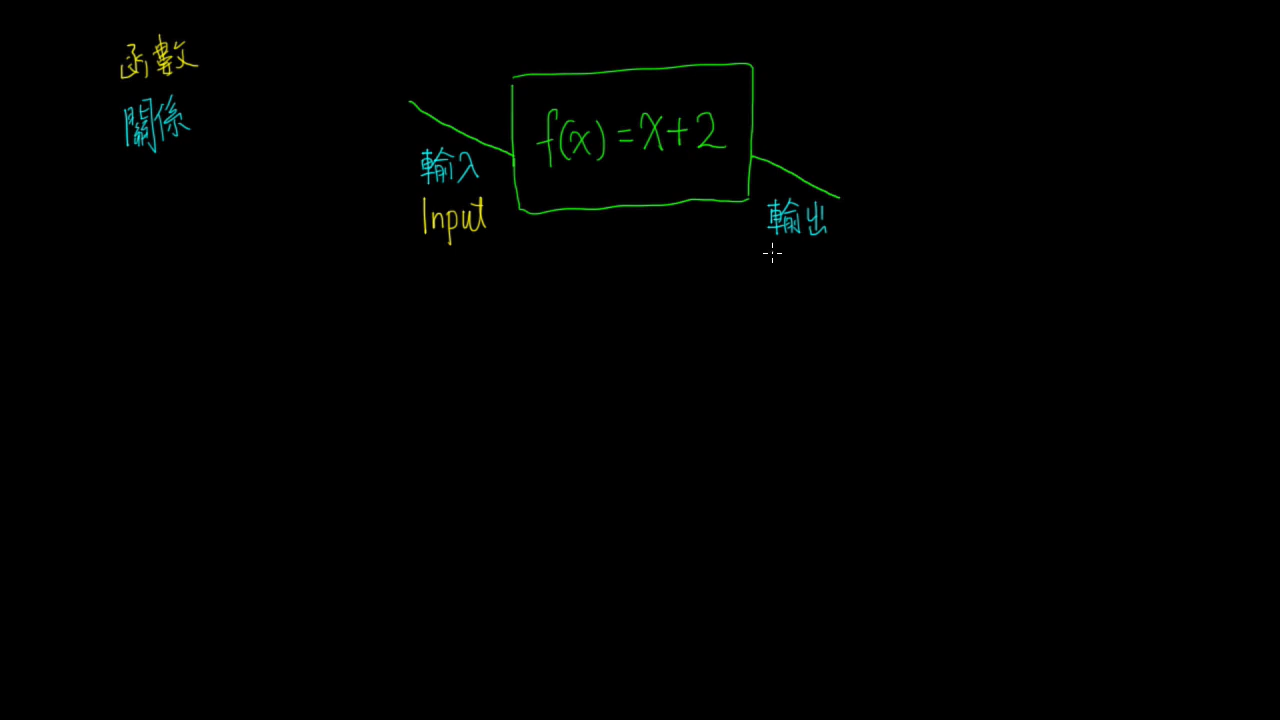 函數
關係
f(x)=x+2
輸入
Input
輸出